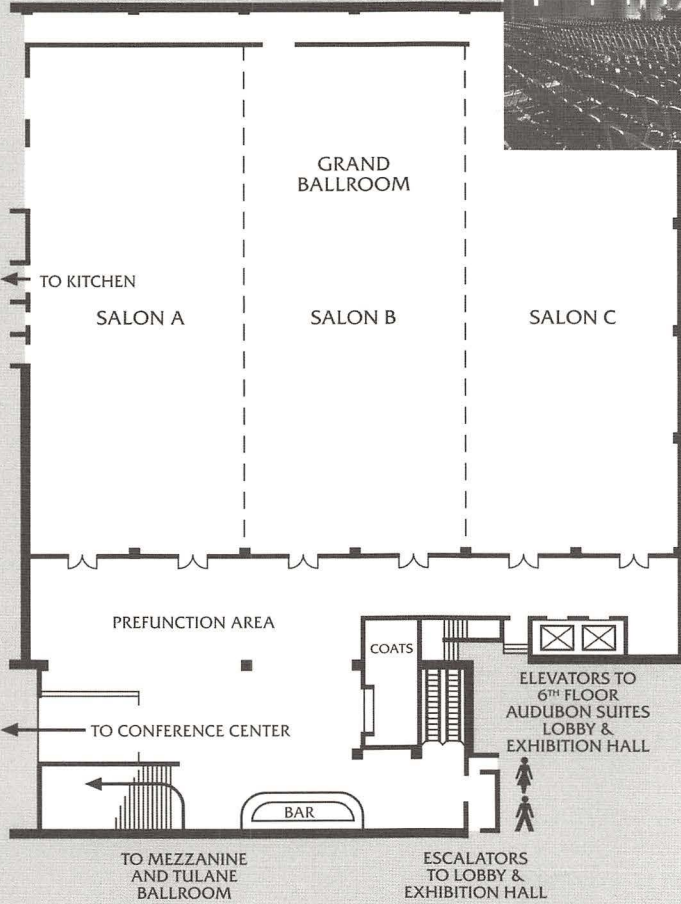 GRAND
BALLROOM
TO KITCHEN
SALON A
SALON B
SALON C
PREFUNCTION AREA
COATS
ELEVATORS TO
6TH FLOOR
AUDUBON SUITES
LOBBY &
EXHIBITION HALL
TO CONFERENCE CENTER
BAR
TO MEZZANINE
AND TULANE
BALLROOM
ESCALATORS
TO LOBBY &
EXHIBITION HALL